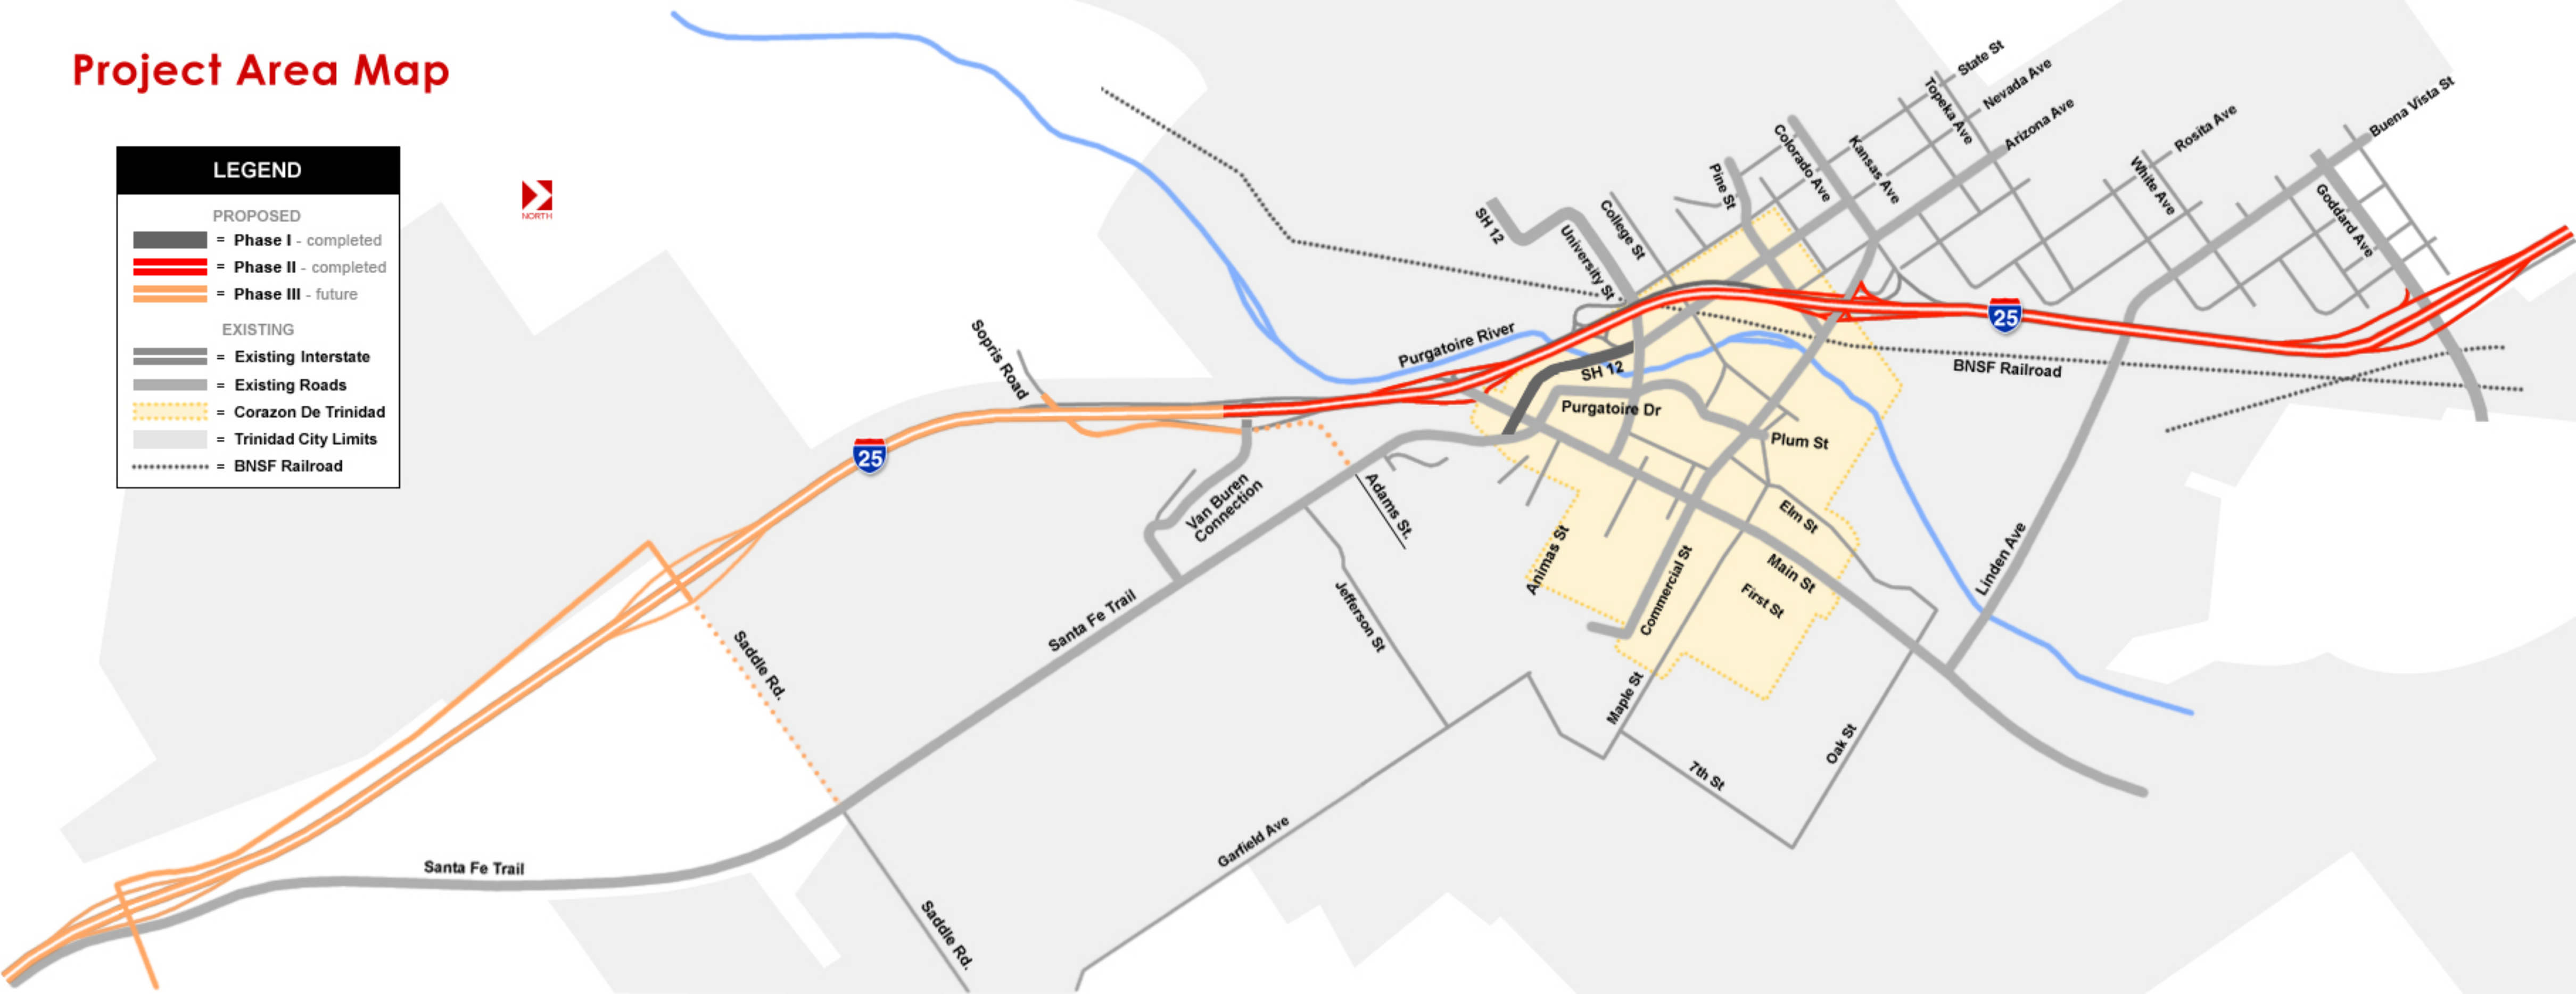 Project Area Map
LEGEND
PROPOSED
= Phase I - completed
= Phase II - completed
= Phase III - future
EXISTING
= Existing Interstate
= Existing Roads
= Corazon De Trinidad
= Trinidad City Limits
= BNSF Railroad
NORTH
State St
Nevada Ave
Topeka Ave
Arizona Ave
Buena Vista St
Rosita Ave
Colorado Ave
Kansas Ave
White Ave
Pine St
Goddard Ave
SH 12
College St
University St
25
Sopris Road
Purgatoire River
BNSF Railroad
SH 12
Purgatoire Dr
Plum St
25
Van Buren
Connection
Adams St.
Elm St
Animas St
Linden Ave
Main St
First St
Commercial St
Santa Fe Trail
Jefferson St
Saddle Rd.
Maple St
Oak St
7th St
Garfield Ave
Santa Fe Trail
Saddle Rd.